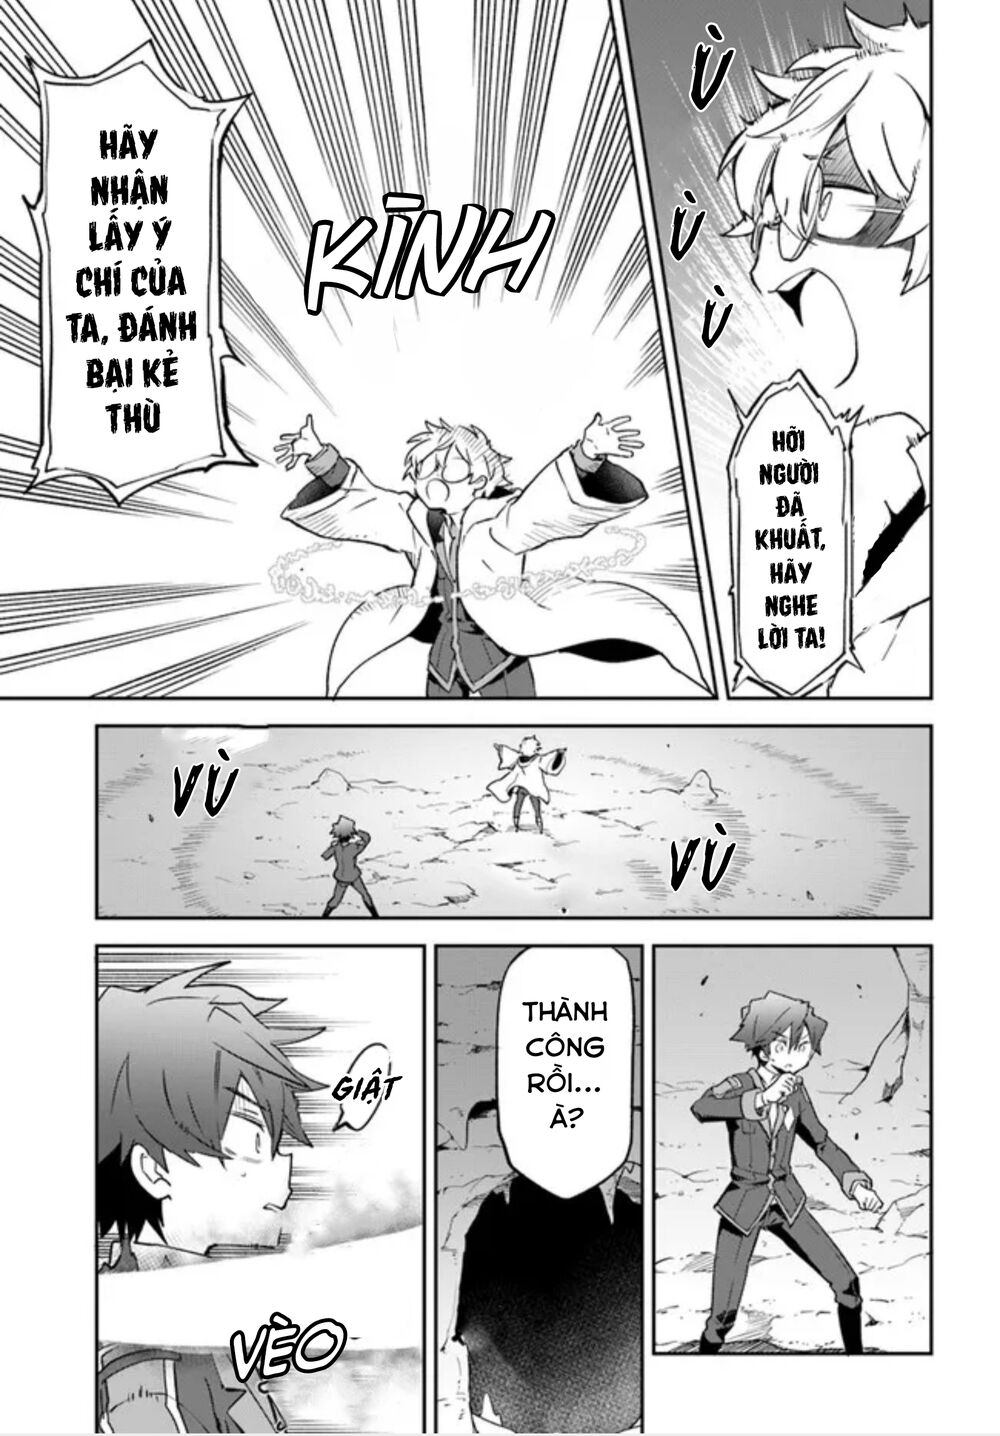 Ù
Ù
Ù
HỠI
NGƯỜI
ĐÃ
KHUẤT,
HÃY
NGHE
LỜI TA!
KÌNH
HÃY
NHẬN
LẤY Ý
CHÍ CỦA
TA, ĐÁNH
BẠI KẺ
THÙ
VÙ
VÙ
THÀNH
CÔNG
RỒI...
À?
GIẬT
VÈO